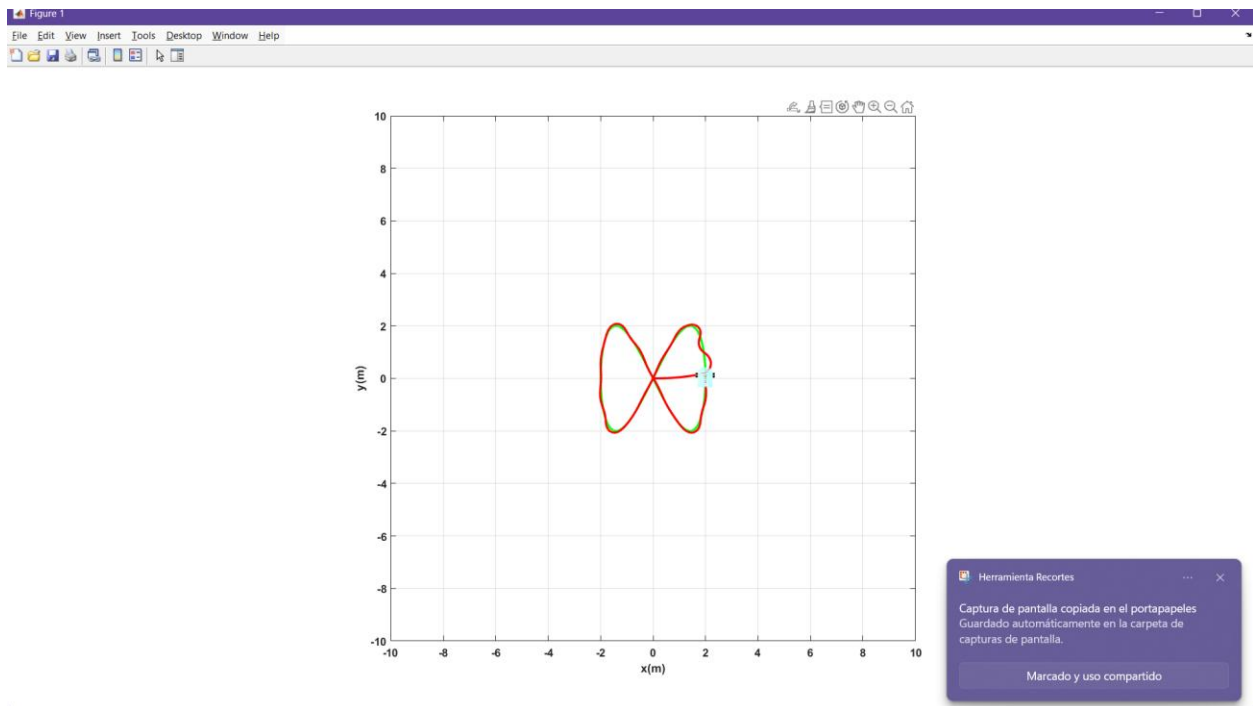 Figure 1
File Edit View Insert Tools Desktop Window Help
10
8
6
4
2
0
-2
-4
-6
-8
-10
y(m)
-10 -8 -6 -4 -2 0 2 4 6 8 10
x(m)
Herramienta Recortes
Captura de pantalla copiada en el portapapeles
Guardado automáticamente en la carpeta de
capturas de pantalla.
Marcado y uso compartido